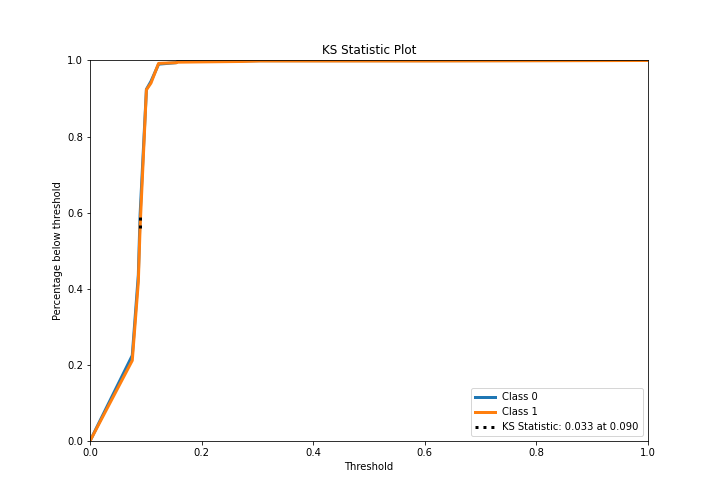 KS Statistic Plot
1.0
0.8
0.6
0.4
0.2
0.0
Percentage below threshold
0.0 0.2 0.4 0.6 0.8 1.0
Threshold
Class 0
Class 1
KS Statistic: 0.033 at 0.090